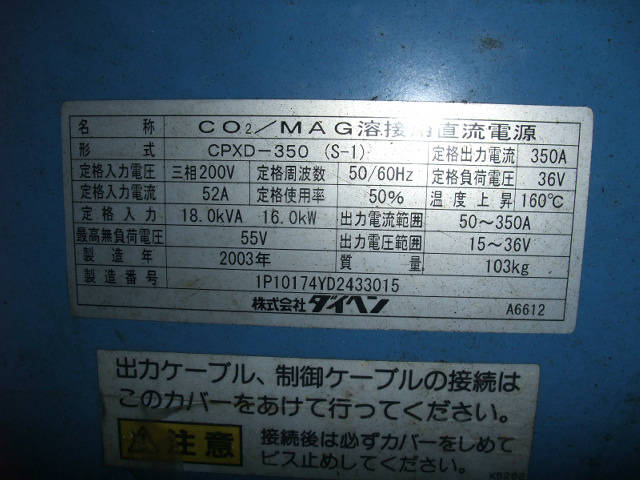 名 称 CO2/MAG溶接用直流電源
形 式 CPXD-350 (S-1) 定格出力電流 350A
定格入力電圧 三相200V 定格周波数 50/60Hz 定格負荷電圧 36V
定格入力電流 52A 定格使用率 50% 温度上昇 160℃
定格入力 18.0kVA 16.0kW 出力電流範囲 50～350A
最高無負荷電圧 55V 出力電圧範囲 15～36V
製造年 2003年 質量 103kg
製造番号 1P10174YD2433015
株式会社ダイヘン A6612
出力ケーブル、制御ケーブルの接続は
このカバーをあけて行ってください。
注意 接続後は必ずカバーをしめて
ビス止めしてください。